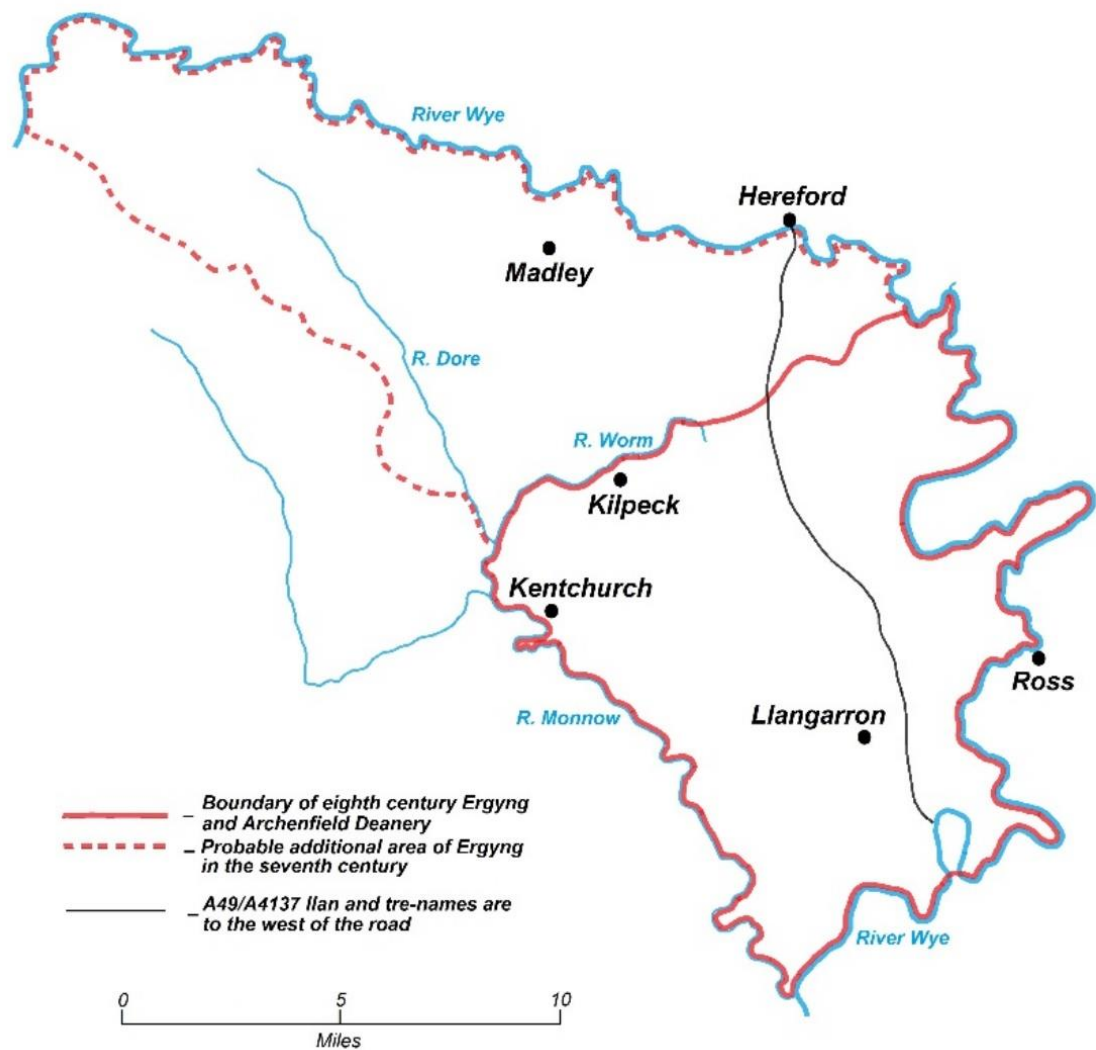 River Wye
Hereford
Madley
R. Dore
R. Worm
Kilpeck
Kentchurch
Ross
R. Monnow
Llangarron
Boundary of eighth century Ergyng
and Archenfield Deanery
Probable additional area of Ergyng
in the seventh century
A49/A4137 llan and tre-names are
to the west of the road
River Wye
0 5 10
Miles